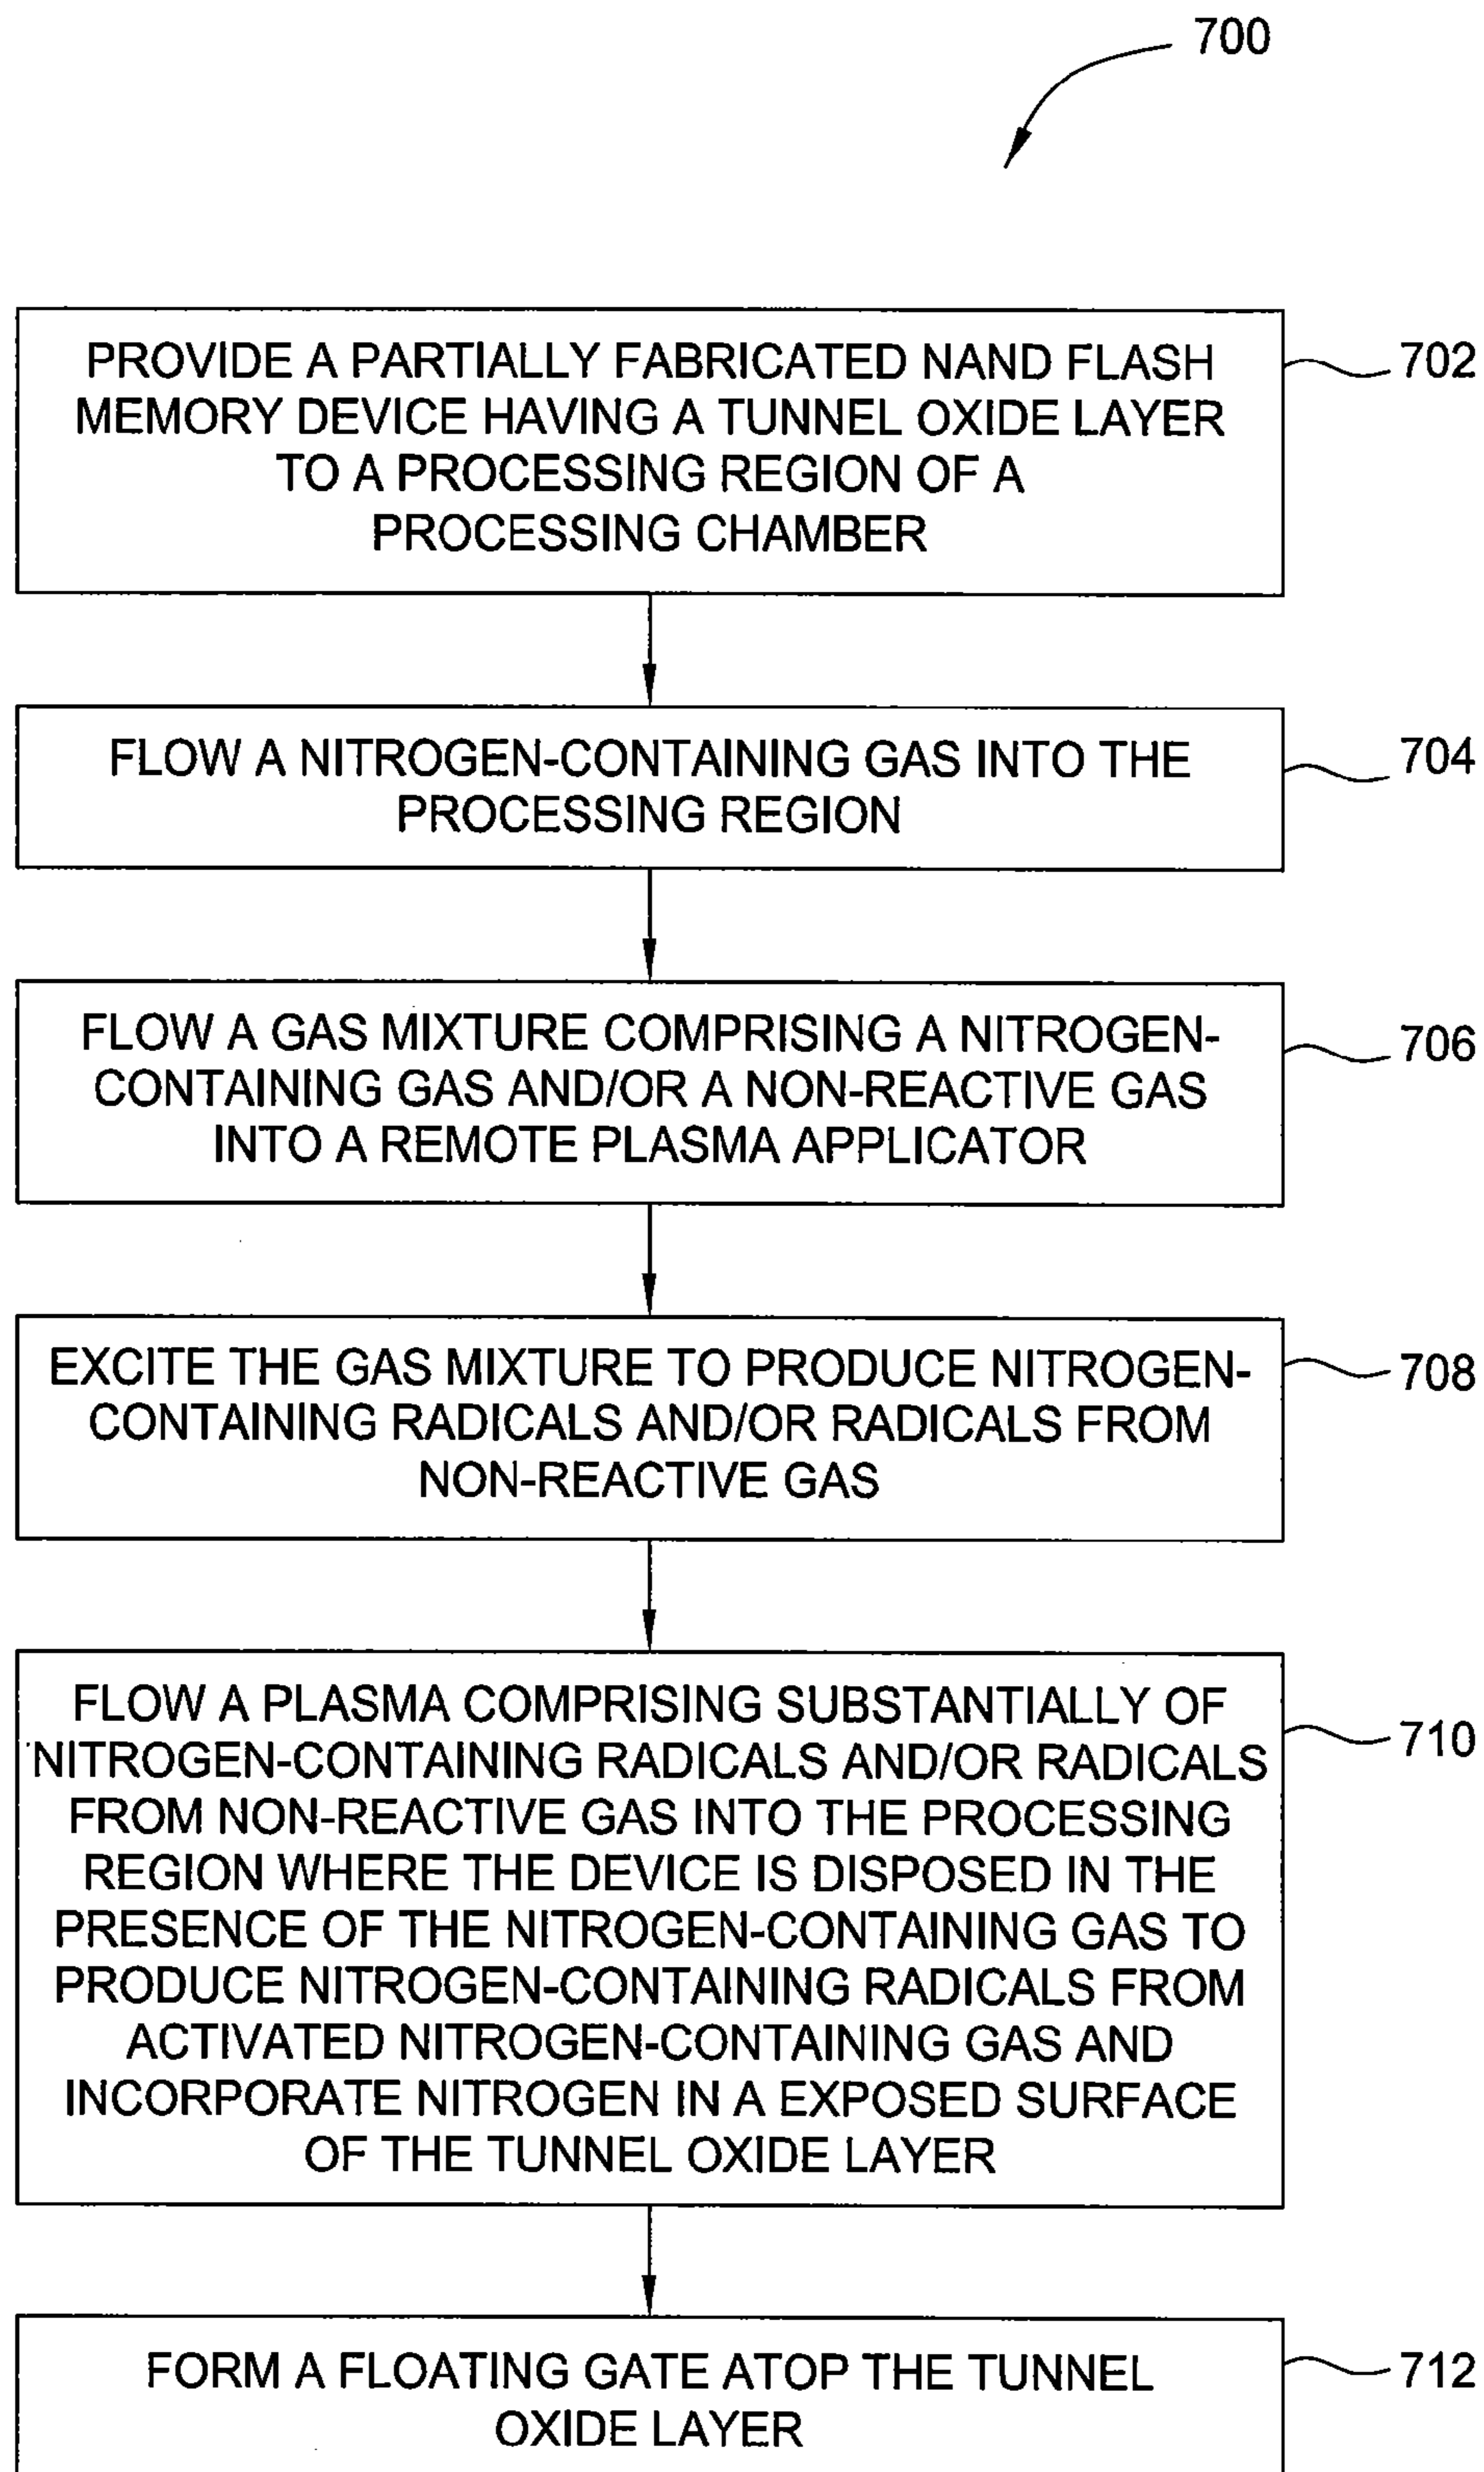 700
PROVIDE A PARTIALLY FABRICATED NAND FLASH
MEMORY DEVICE HAVING A TUNNEL OXIDE LAYER
TO A PROCESSING REGION OF A
PROCESSING CHAMBER
702
FLOW A NITROGEN-CONTAINING GAS INTO THE
PROCESSING REGION
704
FLOW A GAS MIXTURE COMPRISING A NITROGEN-
CONTAINING GAS AND/OR A NON-REACTIVE GAS
INTO A REMOTE PLASMA APPLICATOR
706
EXCITE THE GAS MIXTURE TO PRODUCE NITROGEN-
CONTAINING RADICALS AND/OR RADICALS FROM
NON-REACTIVE GAS
708
FLOW A PLASMA COMPRISING SUBSTANTIALLY OF
NITROGEN-CONTAINING RADICALS AND/OR RADICALS
FROM NON-REACTIVE GAS INTO THE PROCESSING
REGION WHERE THE DEVICE IS DISPOSED IN THE
PRESENCE OF THE NITROGEN-CONTAINING GAS TO
PRODUCE NITROGEN-CONTAINING RADICALS FROM
ACTIVATED NITROGEN-CONTAINING GAS AND
INCORPORATE NITROGEN IN A EXPOSED SURFACE
OF THE TUNNEL OXIDE LAYER
710
FORM A FLOATING GATE ATOP THE TUNNEL
OXIDE LAYER
712